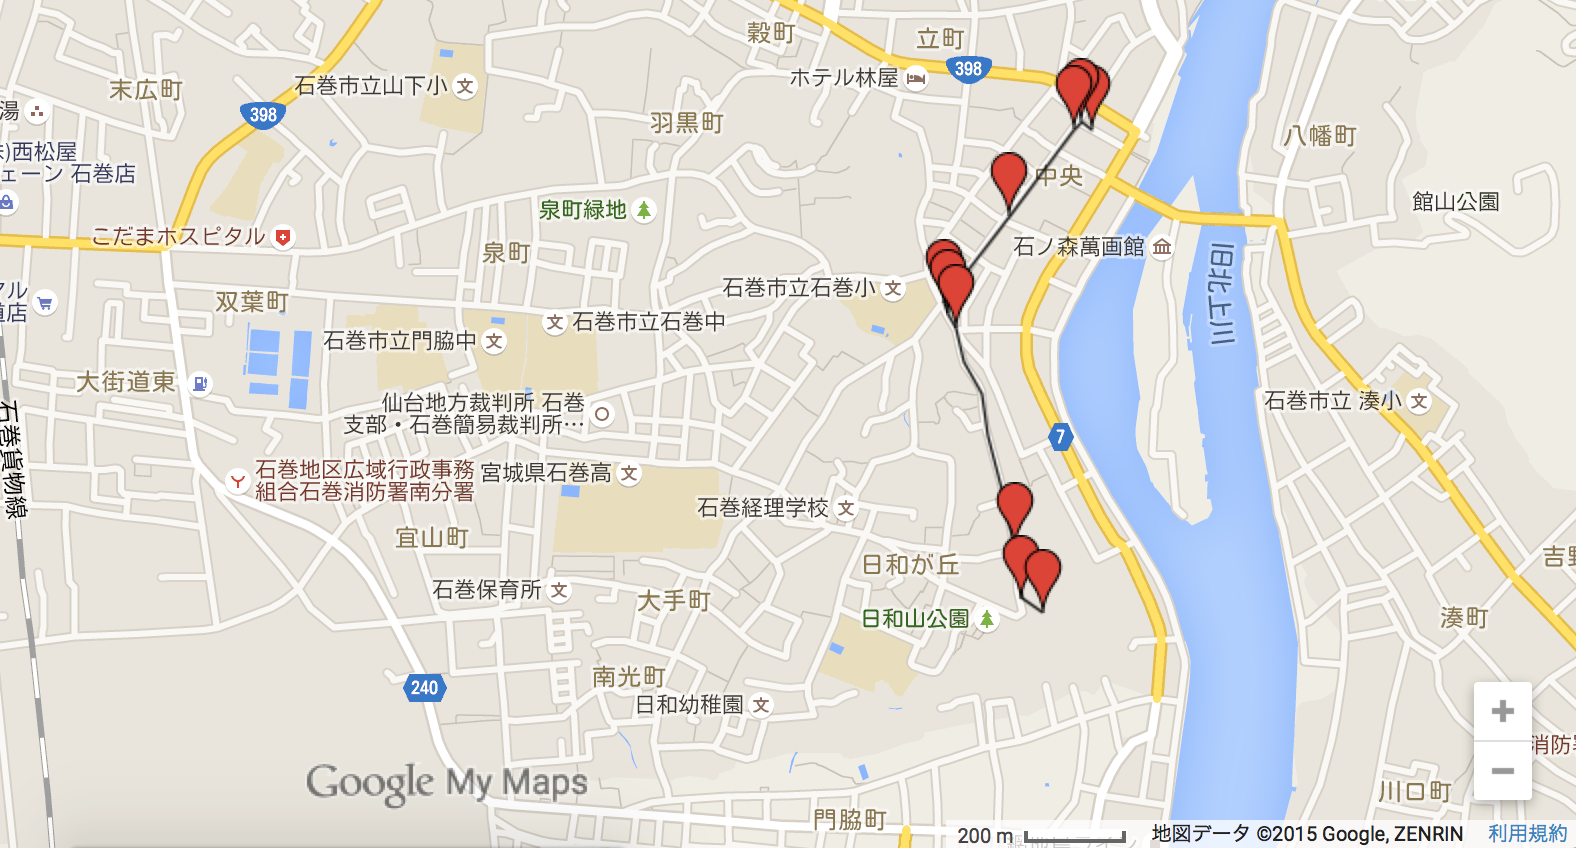 穀町
立町
398
ホテル林屋
石巻市立山下小
末広町
湯
398
羽黒町
八幡町
西松屋
ェーン 石巻店
中央
館山公園
泉町緑地
こだまホスピタル
泉町
石ノ森萬画館
旧北上川
石巻市立石巻小
双葉町
石巻市立石巻中
石巻市立門脇中
大街道東
仙台地方裁判所 石巻
支部・石巻簡易裁判所…
石巻市立 湊小
7
石巻貨物線
石巻地区広域行政事務
組合石巻消防署南分署
宮城県石巻高
石巻経理学校
宜山町
日和が丘
石巻保育所
大手町
日和山公園
湊町
南光町
240
日和幼稚園
消防
Google My Maps
川口町
門脇町
200 m
地図データ ©2015 Google, ZENRIN
利用規約